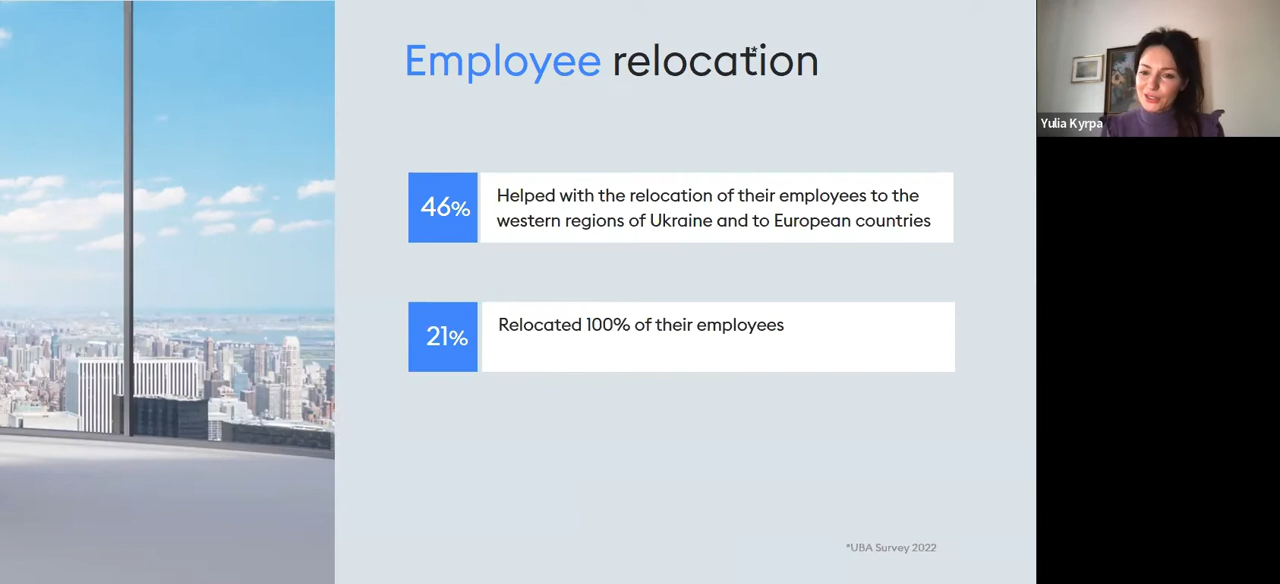 Employee relocation*
46%
Helped with the relocation of their employees to the
western regions of Ukraine and to European countries
21%
Relocated 100% of their employees
*UBA Survey 2022
Yulia Kyrpa